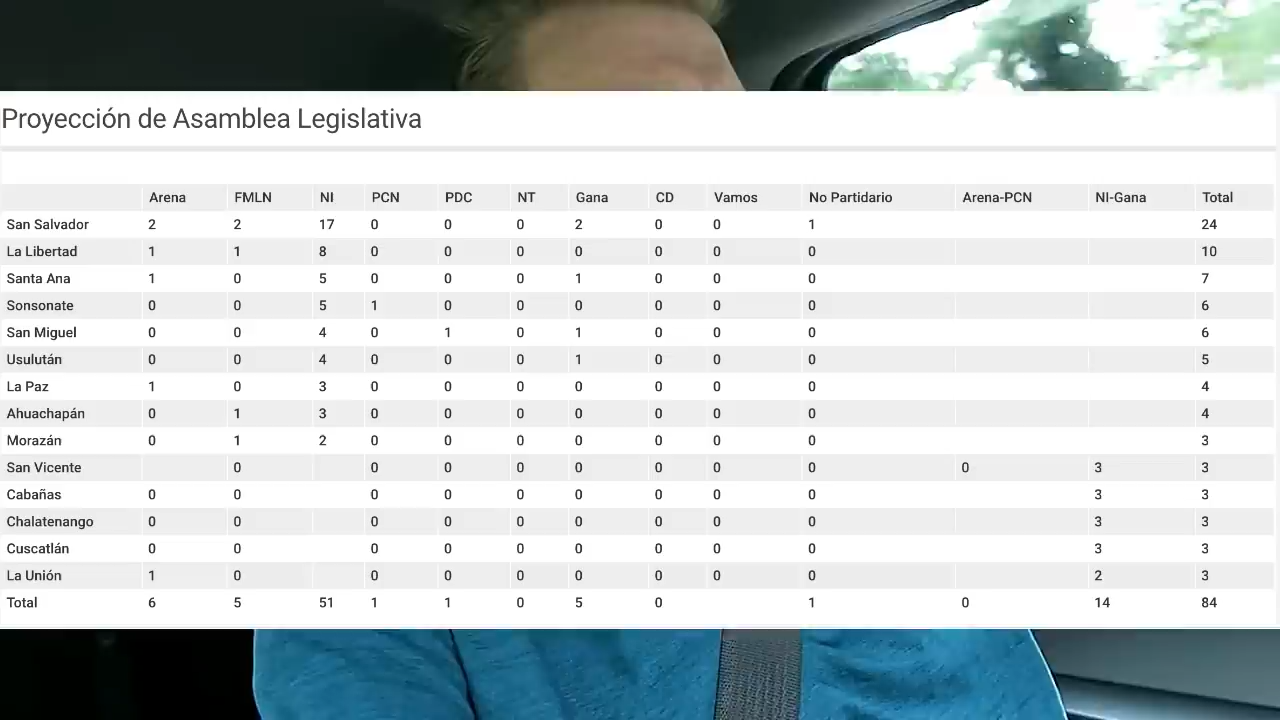 Proyección de Asamblea Legislativa
Arena FMLN NI PCN PDC NT Gana CD Vamos No Partidario Arena-PCN NI-Gana Total
San Salvador 2 2 17 0 0 0 2 0 0 1 24
La Libertad 1 1 8 0 0 0 0 0 0 0 10
Santa Ana 1 0 5 0 0 0 1 0 0 0 7
Sonsonate 0 0 5 1 0 0 0 0 0 0 6
San Miguel 0 0 4 0 1 0 1 0 0 0 6
Usulután 0 0 4 0 0 0 1 0 0 0 5
La Paz 1 0 3 0 0 0 0 0 0 0 4
Ahuachapán 0 1 3 0 0 0 0 0 0 0 4
Morazán 0 1 2 0 0 0 0 0 0 0 3
San Vicente 0 0 0 0 0 0 0 0 0 3 3
Cabañas 0 0 0 0 0 0 0 0 0 3 3
Chalatenango 0 0 0 0 0 0 0 0 0 3 3
Cuscatlán 0 0 0 0 0 0 0 0 0 3 3
La Unión 1 0 0 0 0 0 0 0 0 2 3
Total 6 5 51 1 1 0 5 0 1 0 14 84